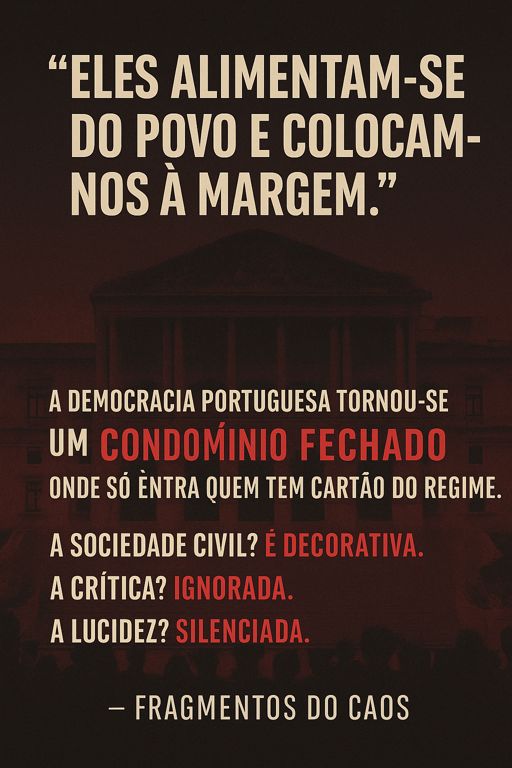 “ELES ALIMENTAM-SE
DO POVO E COLOCAM-
NOS À MARGEM.”
A DEMOCRACIA PORTUGUESA TORNOU-SE
UM CONDOMÍNIO FECHADO
ONDE SÓ ÈNTRA QUEM TEM CARTÃO DO REGIME.
A SOCIEDADE CIVIL? É DECORATIVA.
A CRÍTICA? IGNORADA.
A LUCIDEZ? SILENCIADA.
– FRAGMENTOS DO CAOS